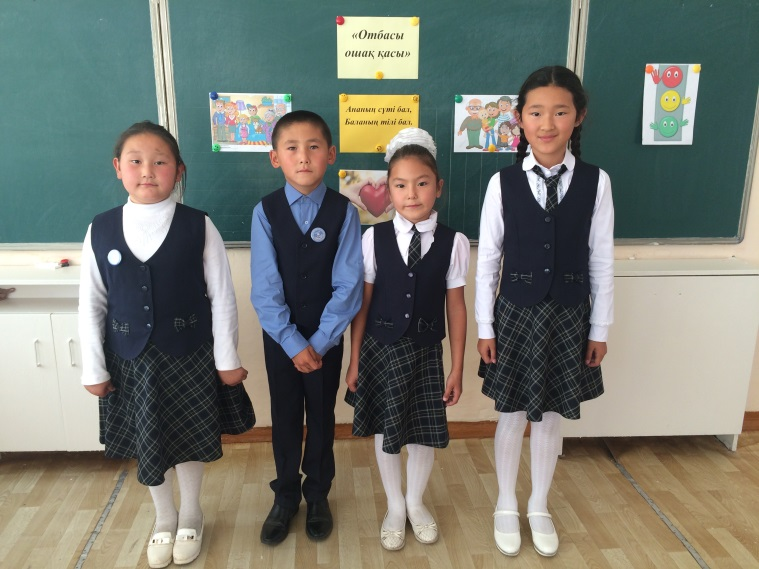 «Отбасы
ошақ қасы»
Ананың сүті бал,
Баланың тілі бал.